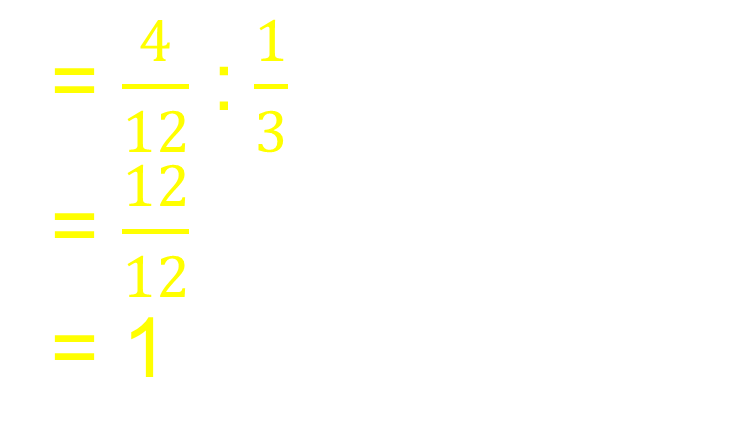 = 4/12 : 1/3
= 12/12
= 1